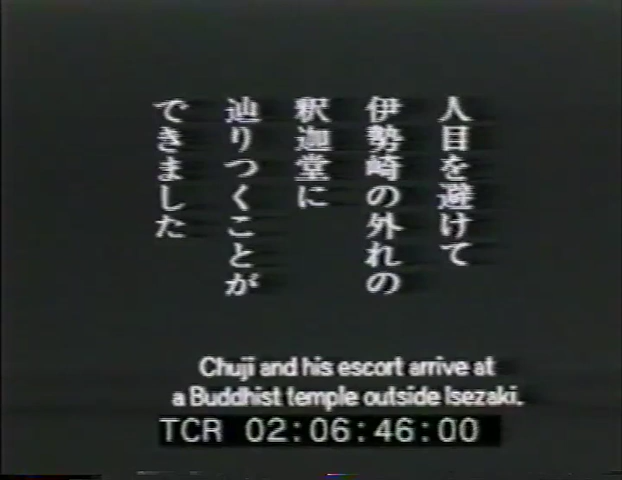 人目を避けて
伊勢崎の外れの
釈迦堂に
辿りつくことが
できました
Chuji and his escort arrive at
a Buddhist temple outside Isezaki.
TCR 02:06:46:00